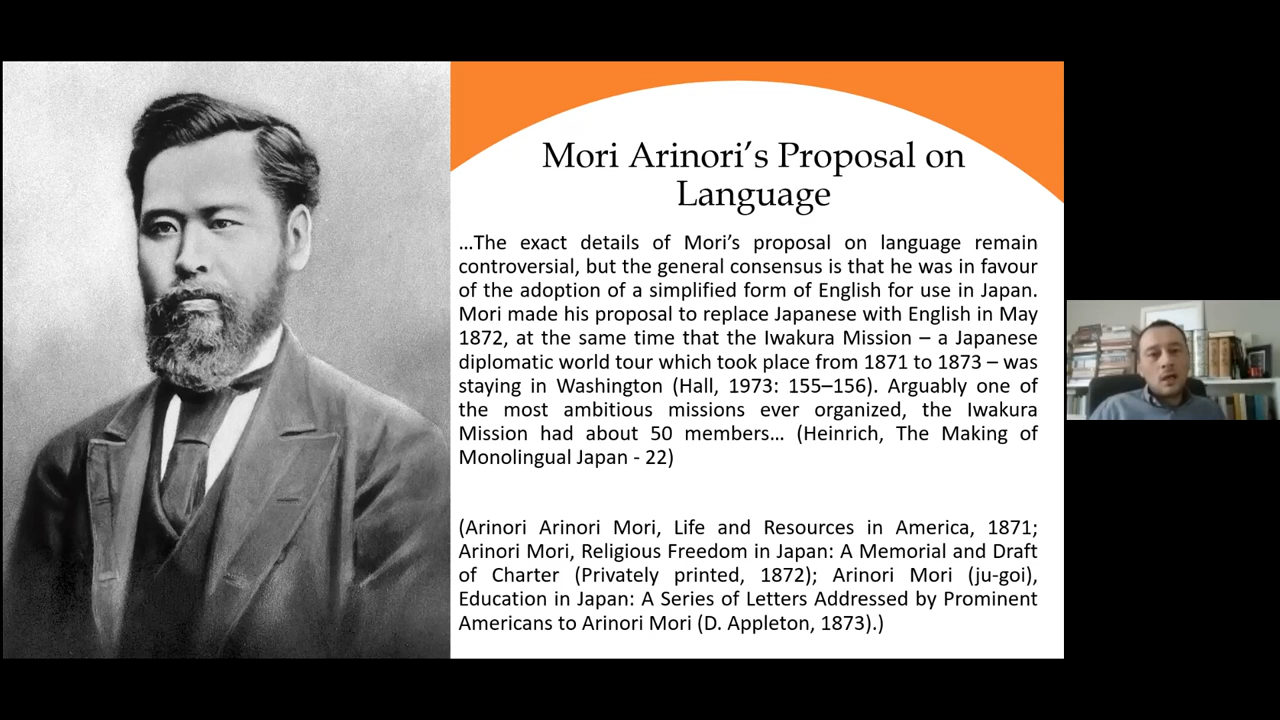 Mori Arinori's Proposal on
Language
…The exact details of Mori's proposal on language remain
controversial, but the general consensus is that he was in favour
of the adoption of a simplified form of English for use in Japan.
Mori made his proposal to replace Japanese with English in May
1872, at the same time that the Iwakura Mission – a Japanese
diplomatic world tour which took place from 1871 to 1873 – was
staying in Washington (Hall, 1973: 155–156). Arguably one of
the most ambitious missions ever organized, the Iwakura
Mission had about 50 members… (Heinrich, The Making of
Monolingual Japan - 22)
(Arinori Arinori Mori, Life and Resources in America, 1871;
Arinori Mori, Religious Freedom in Japan: A Memorial and Draft
of Charter (Privately printed, 1872); Arinori Mori (ju-goi),
Education in Japan: A Series of Letters Addressed by Prominent
Americans to Arinori Mori (D. Appleton, 1873).)